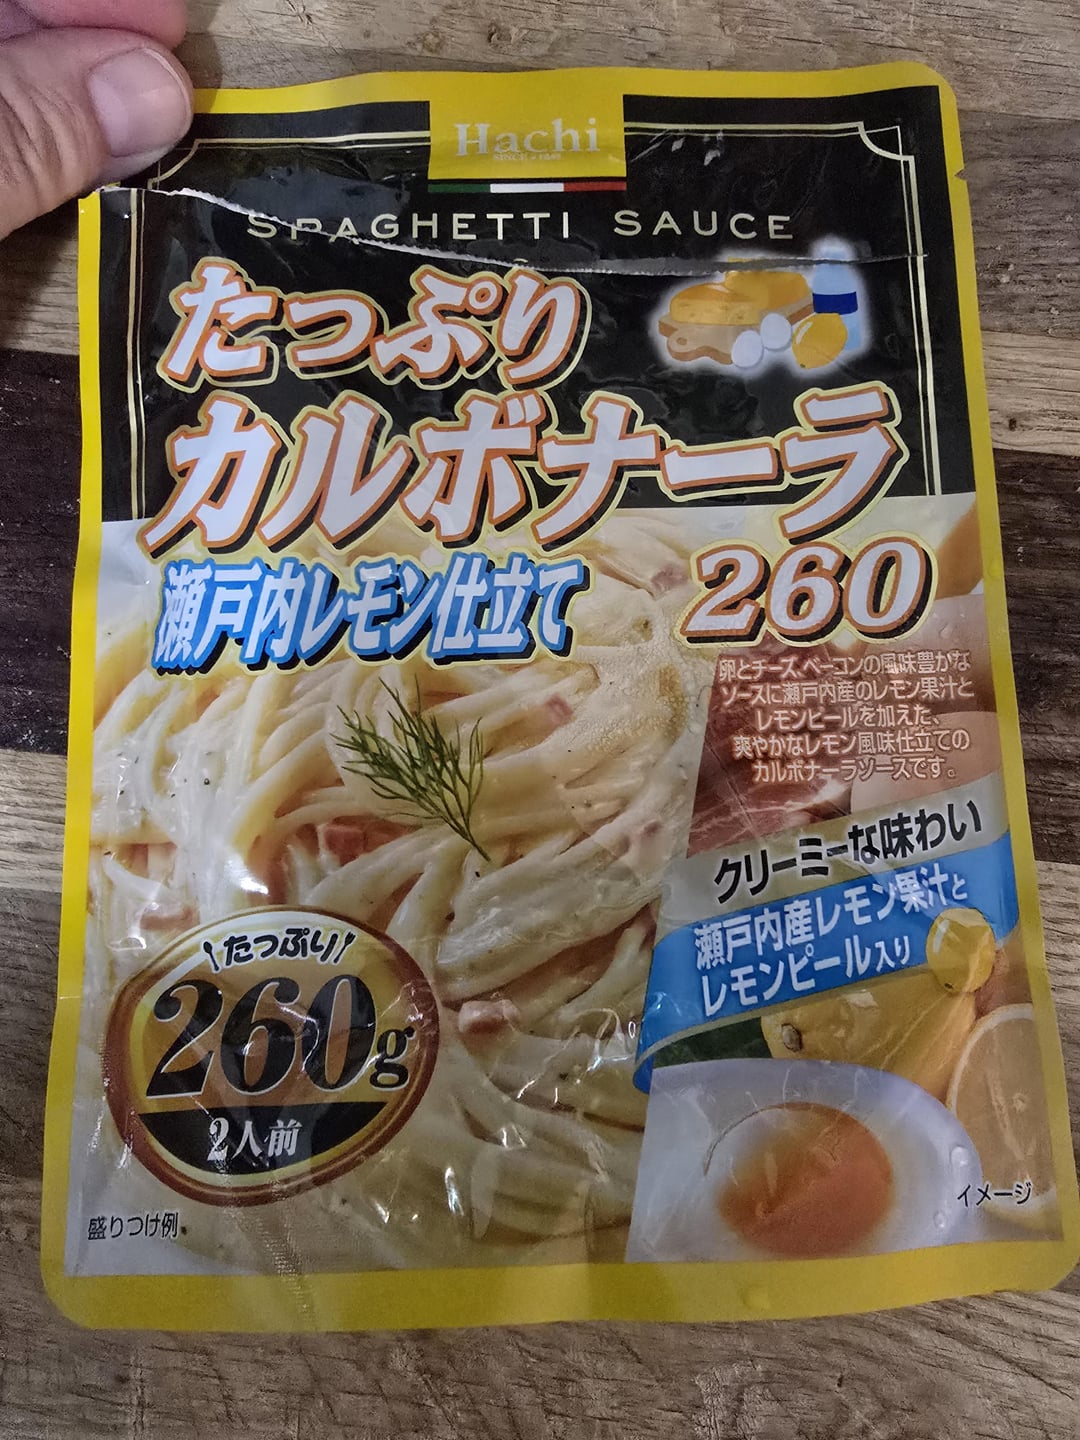 Hachi
SINCE 1845
SPAGHETTI SAUCE
たっぷり
カルボナーラ
260
瀬戸内レモン仕立て
卵とチーズ、ベーコンの風味豊かな
ソースに瀬戸内産のレモン果汁と
レモンピールを加えた、
爽やかなレモン風味仕立ての
カルボナーラソースです。
クリーミーな味わい
瀬戸内産レモン果汁と
レモンピール入り
たっぷり
260g
2人前
盛りつけ例。
イメージ